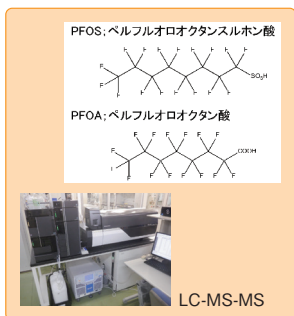 PFOS;ペルフルオロオクタンスルホン酸
F F F F F F F F
F F F F F F F F F
SO₃H
PFOA;ペルフルオロオクタン酸
F F F F F F
F F F F F F F F
COOH
LC-MS-MS